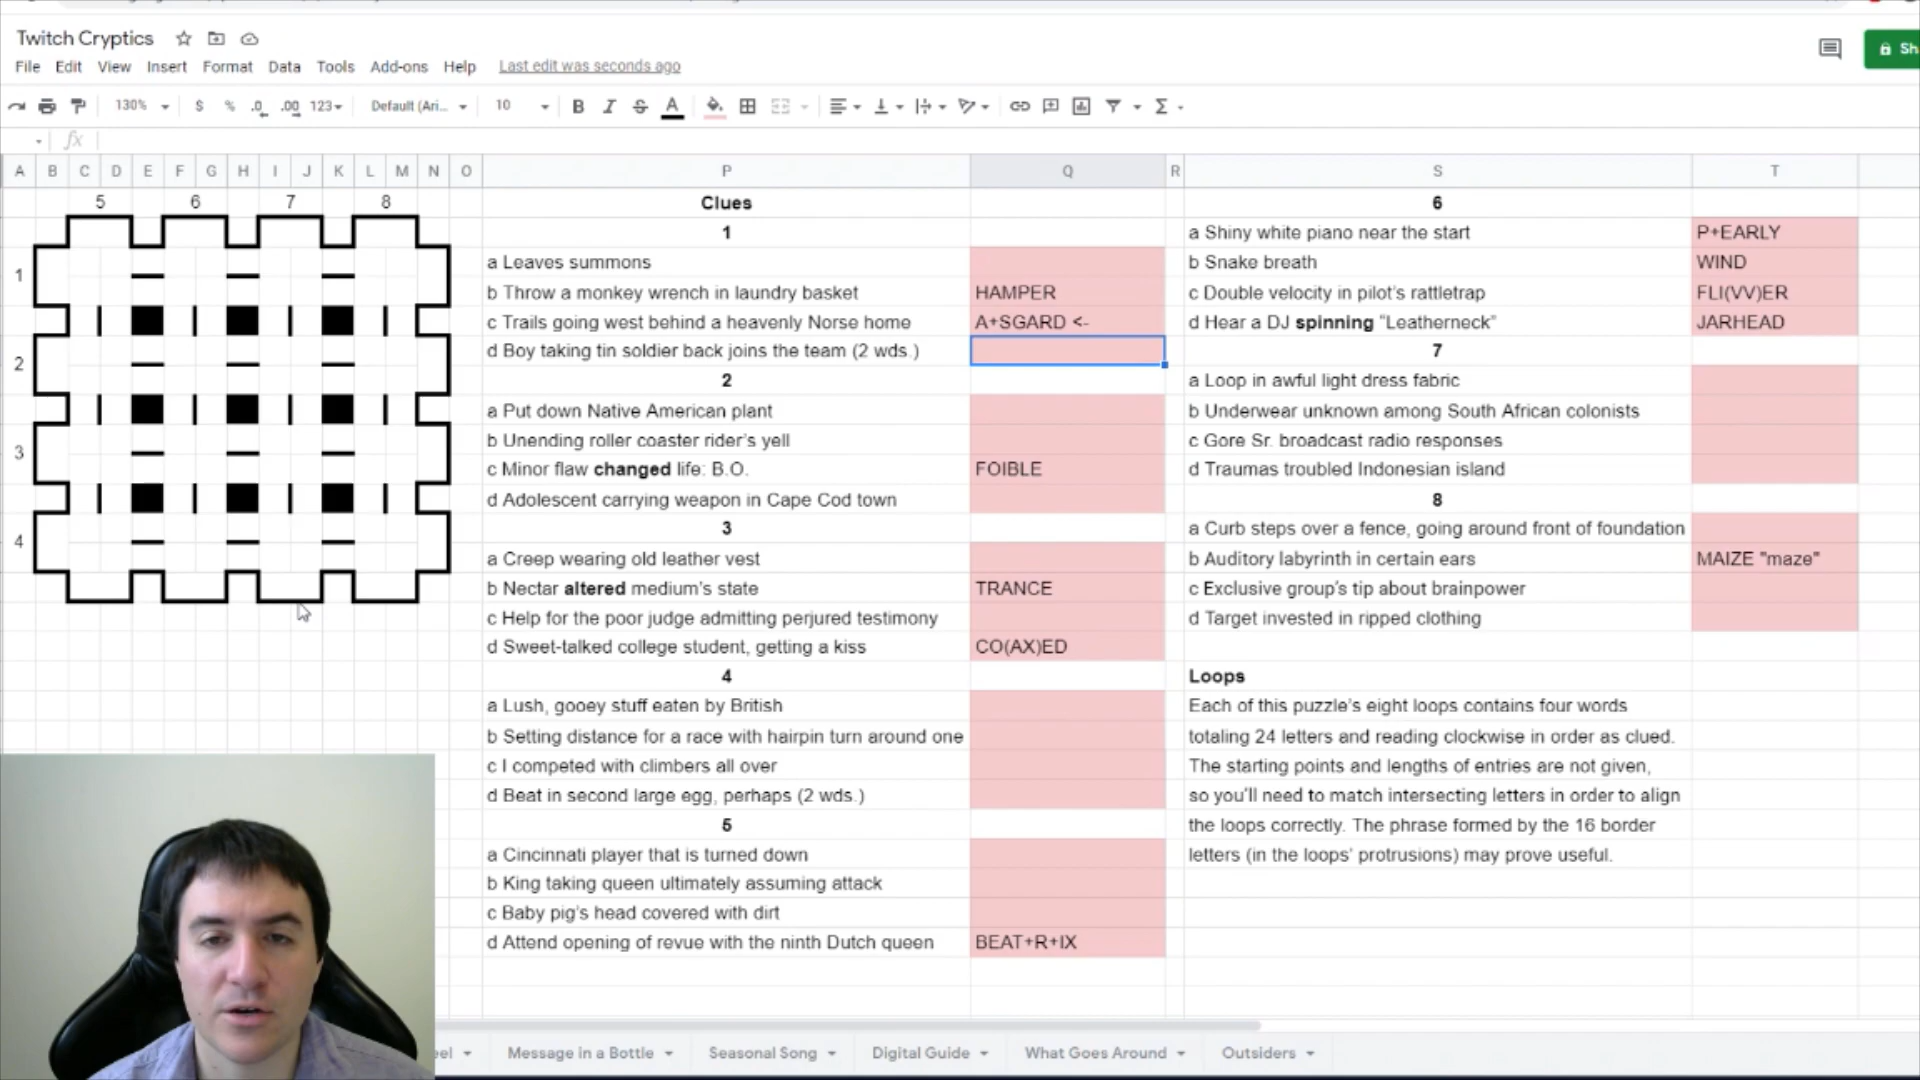 Twitch Cryptics
File Edit View Insert Format Data Tools Add-ons Help Last edit was seconds ago
Sh
130% $ % .0 .00 123 Default (Ari... 10 B I S A
fx
A B C D E F G H I J K L M N O P Q R S T
5 6 7 8
1
2
3
4
Clues
1
a Leaves summons
b Throw a monkey wrench in laundry basket HAMPER
c Trails going west behind a heavenly Norse home A+SGARD <-
d Boy taking tin soldier back joins the team (2 wds.)
2
a Put down Native American plant
b Unending roller coaster rider's yell
c Minor flaw changed life: B.O. FOIBLE
d Adolescent carrying weapon in Cape Cod town
3
a Creep wearing old leather vest
b Nectar altered medium's state TRANCE
c Help for the poor judge admitting perjured testimony
d Sweet-talked college student, getting a kiss CO(AX)ED
4
a Lush, gooey stuff eaten by British
b Setting distance for a race with hairpin turn around one
c I competed with climbers all over
d Beat in second large egg, perhaps (2 wds.)
5
a Cincinnati player that is turned down
b King taking queen ultimately assuming attack
c Baby pig's head covered with dirt
d Attend opening of revue with the ninth Dutch queen BEAT+R+IX
6
a Shiny white piano near the start P+EARLY
b Snake breath WIND
c Double velocity in pilot's rattletrap FLI(VV)ER
d Hear a DJ spinning "Leatherneck" JARHEAD
7
a Loop in awful light dress fabric
b Underwear unknown among South African colonists
c Gore Sr. broadcast radio responses
d Traumas troubled Indonesian island
8
a Curb steps over a fence, going around front of foundation
b Auditory labyrinth in certain ears MAIZE "maze"
c Exclusive group's tip about brainpower
d Target invested in ripped clothing
Loops
Each of this puzzle's eight loops contains four words
totaling 24 letters and reading clockwise in order as clued.
The starting points and lengths of entries are not given,
so you'll need to match intersecting letters in order to align
the loops correctly. The phrase formed by the 16 border
letters (in the loops' protrusions) may prove useful.
el Message in a Bottle Seasonal Song Digital Guide What Goes Around Outsiders